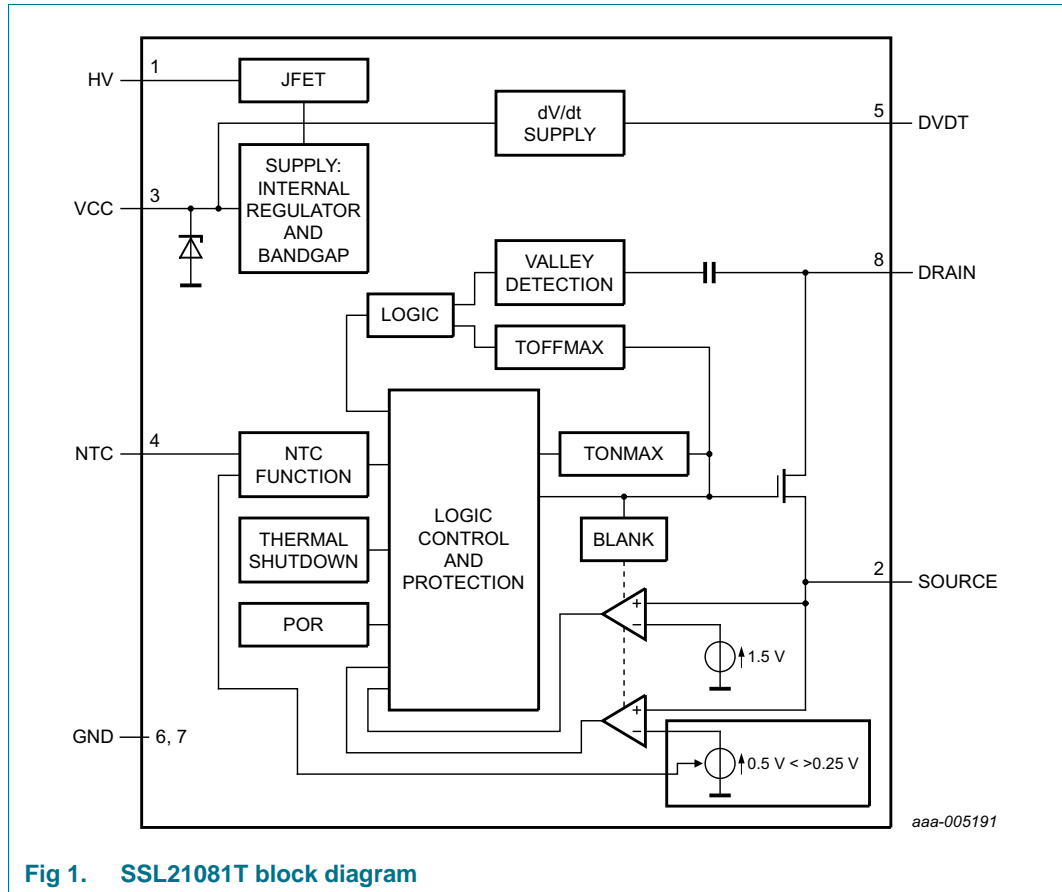 HV
1
JFET
dV/dt
SUPPLY
5
DVDT
SUPPLY:
INTERNAL
REGULATOR
AND
BANDGAP
VCC
3
VALLEY
DETECTION
8
DRAIN
LOGIC
TOFFMAX
NTC
4
NTC
FUNCTION
TONMAX
LOGIC
CONTROL
AND
PROTECTION
THERMAL
SHUTDOWN
BLANK
2
SOURCE
POR
+
−
1.5 V
+
−
0.5 V < >0.25 V
GND
6, 7
aaa-005191
Fig 1. SSL21081T block diagram